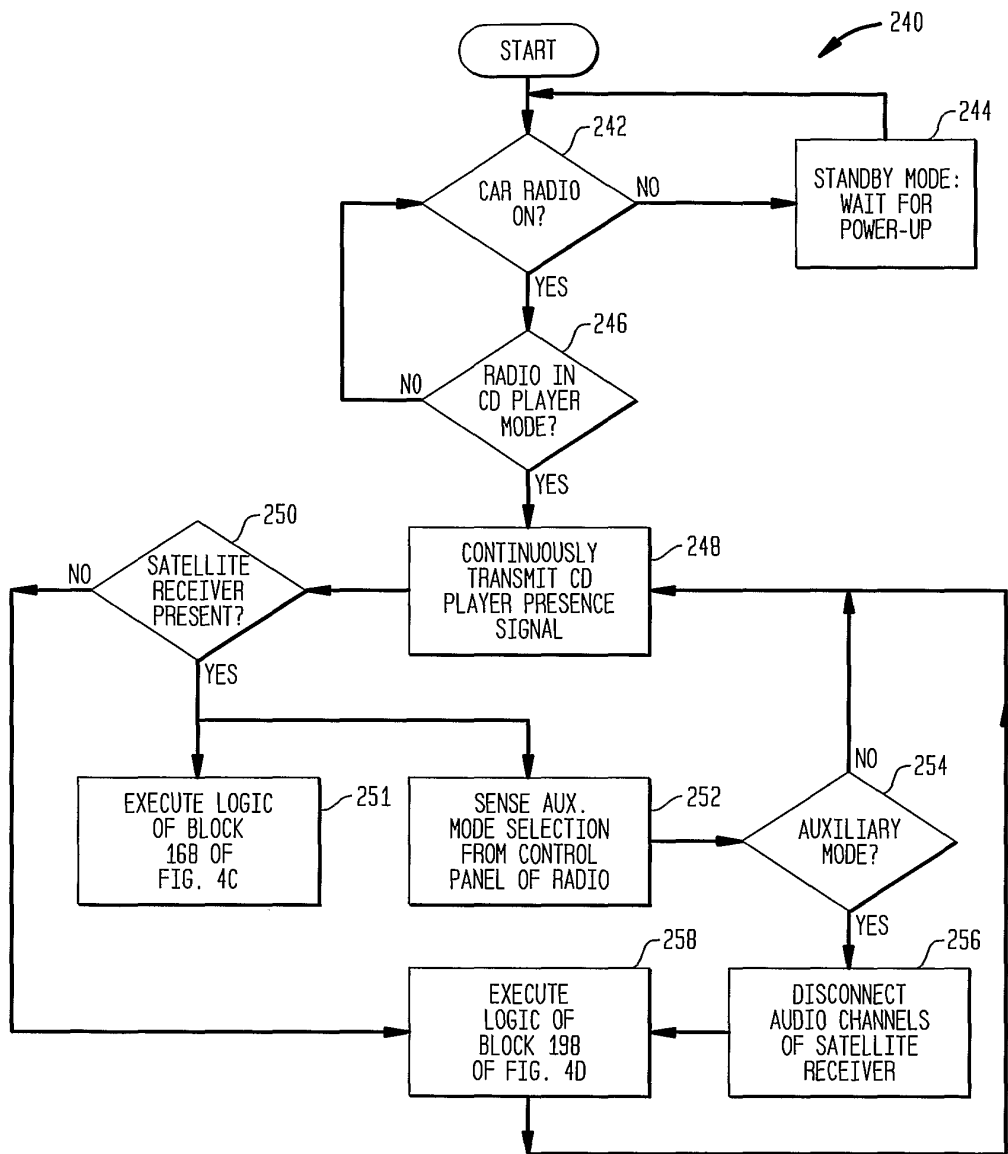 240
START
242
244
CAR RADIO
ON?
NO
STANDBY MODE:
WAIT FOR
POWER-UP
YES
246
RADIO IN
CD PLAYER
MODE?
NO
YES
250
248
SATELLITE
RECEIVER
PRESENT?
NO
CONTINUOUSLY
TRANSMIT CD
PLAYER PRESENCE
SIGNAL
YES
251
EXECUTE LOGIC
OF BLOCK
168 OF
FIG. 4C
252
SENSE AUX.
MODE SELECTION
FROM CONTROL
PANEL OF RADIO
NO
254
AUXILIARY
MODE?
YES
258
256
EXECUTE
LOGIC OF
BLOCK 198
OF FIG. 4D
DISCONNECT
AUDIO CHANNELS
OF SATELLITE
RECEIVER